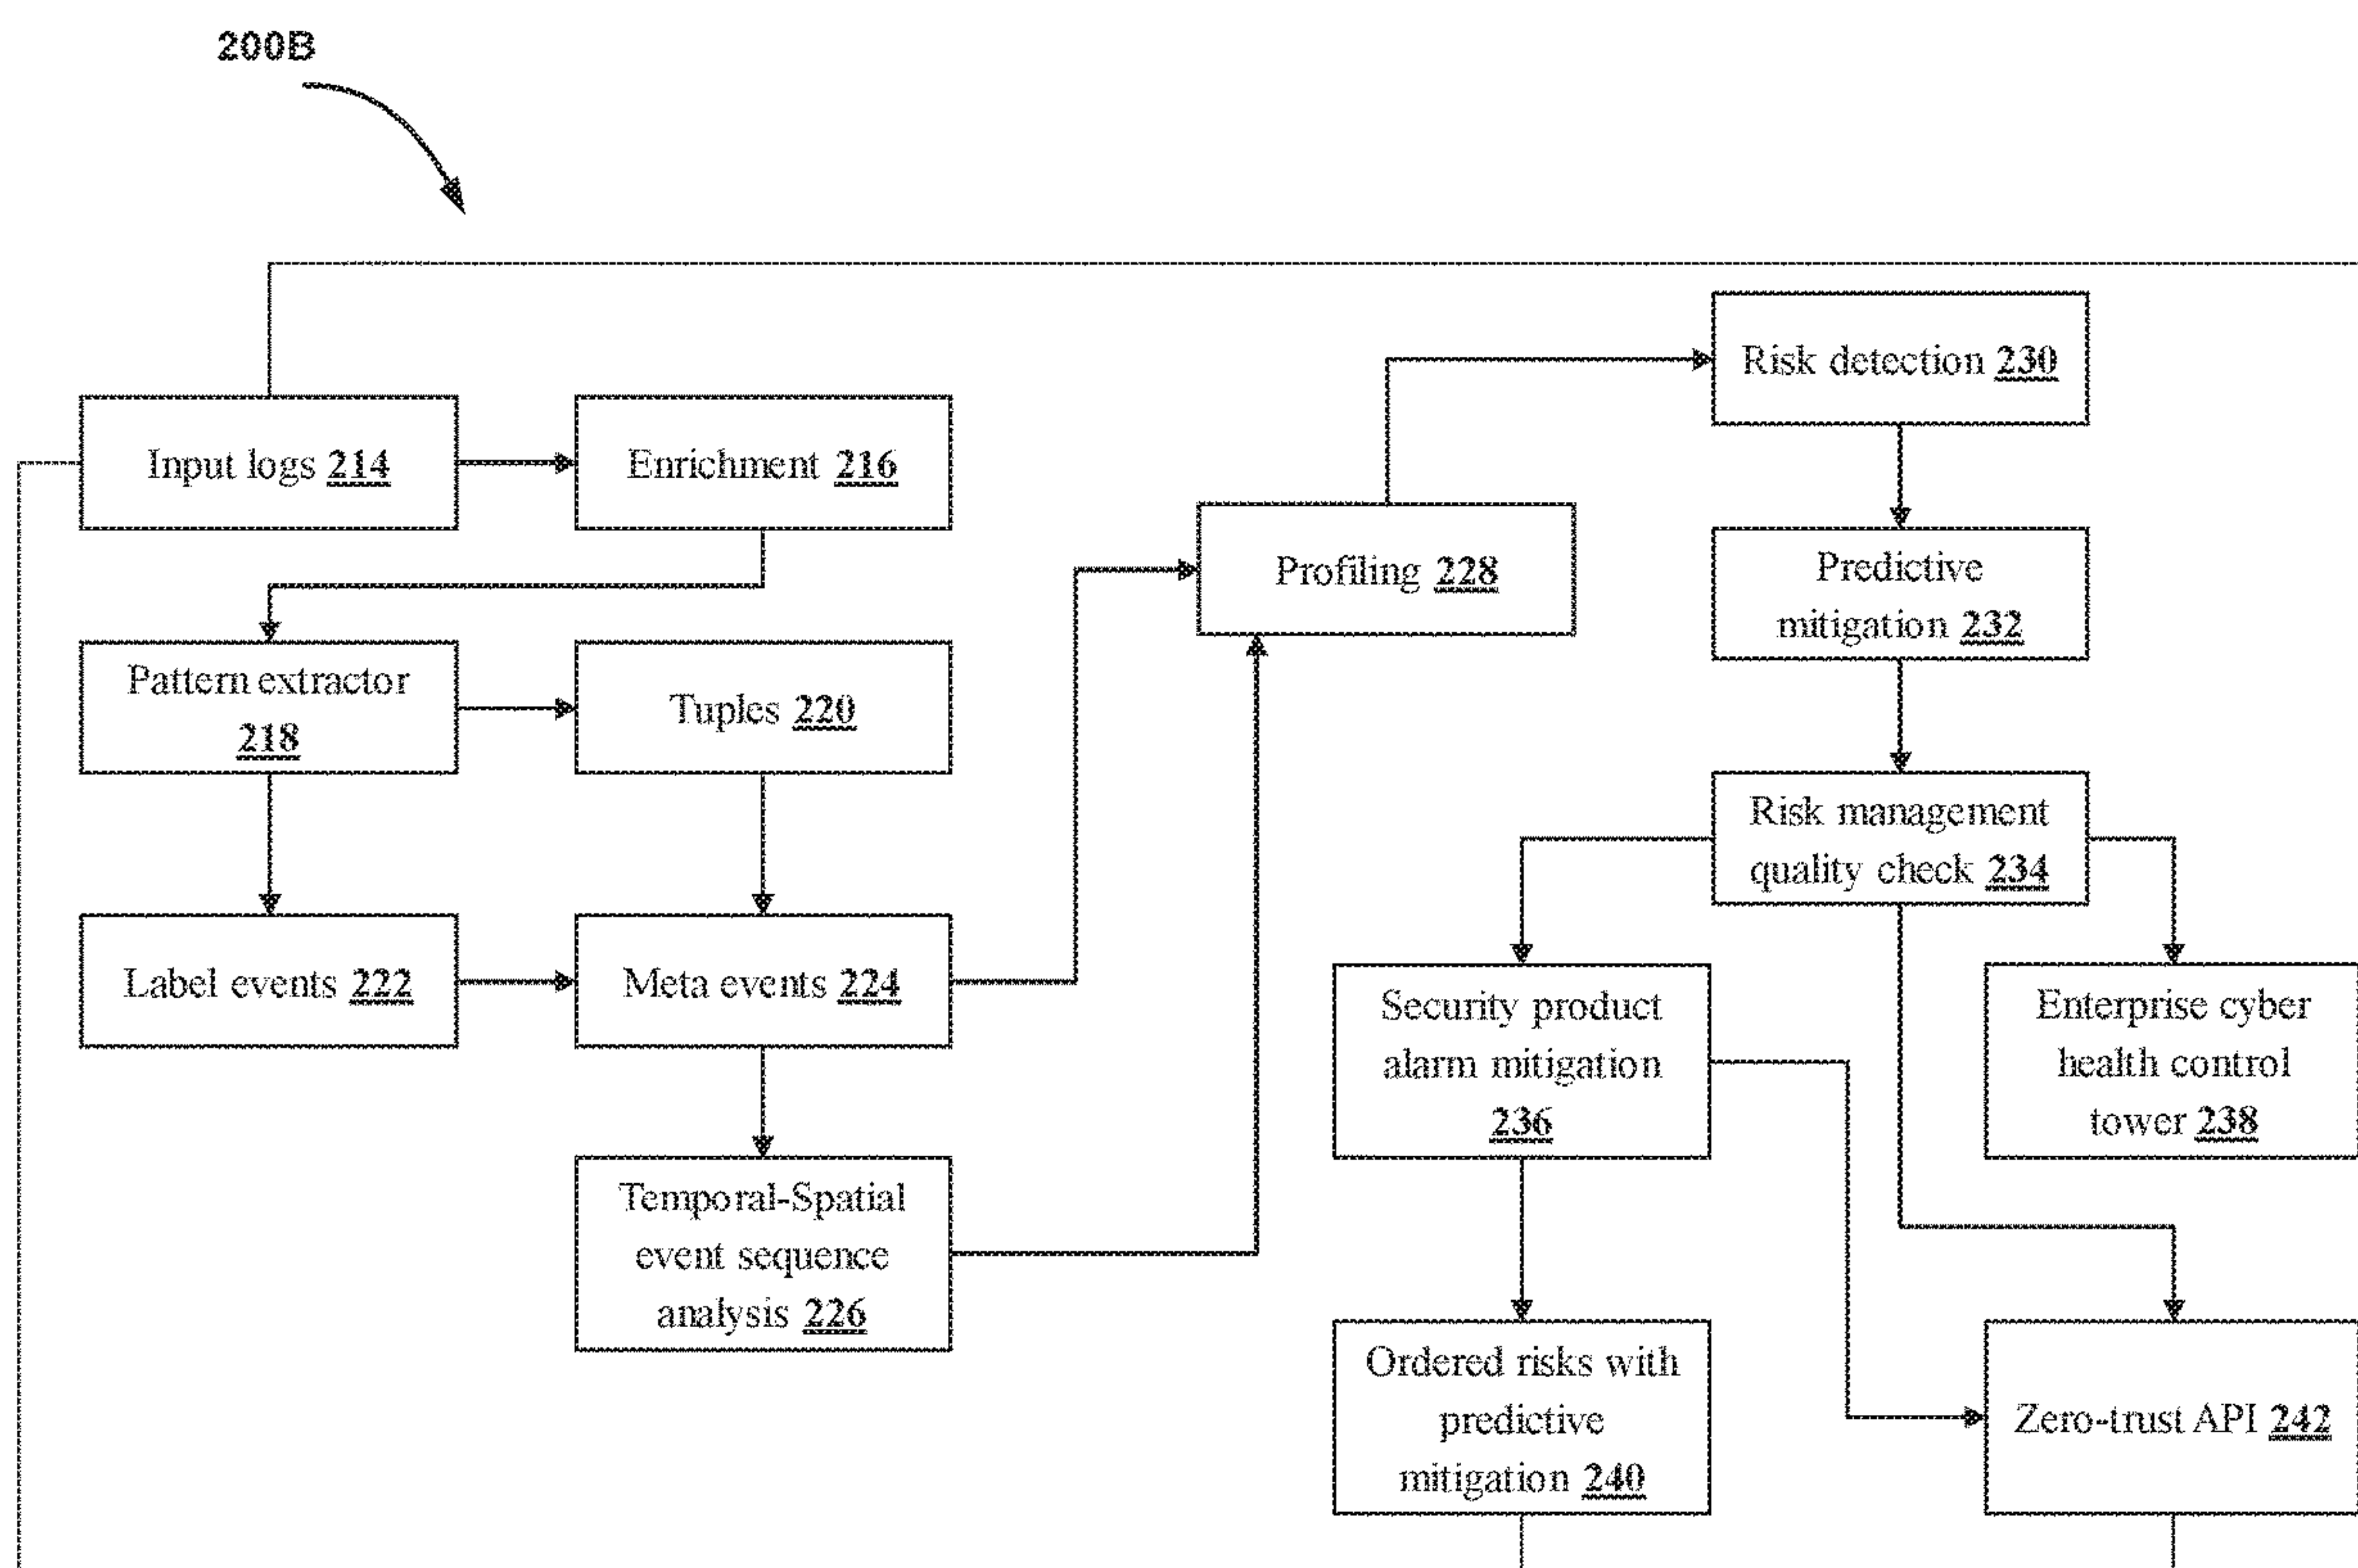 200B
Input logs 214
Enrichment 216
Pattern extractor
218
Tuples 220
Label events 222
Meta events 224
Temporal-Spatial
event sequence
analysis 226
Profiling 228
Risk detection 230
Predictive
mitigation 232
Risk management
quality check 234
Security product
alarm mitigation
236
Enterprise cyber
health control
tower 238
Ordered risks with
predictive
mitigation 240
Zero-trust API 242